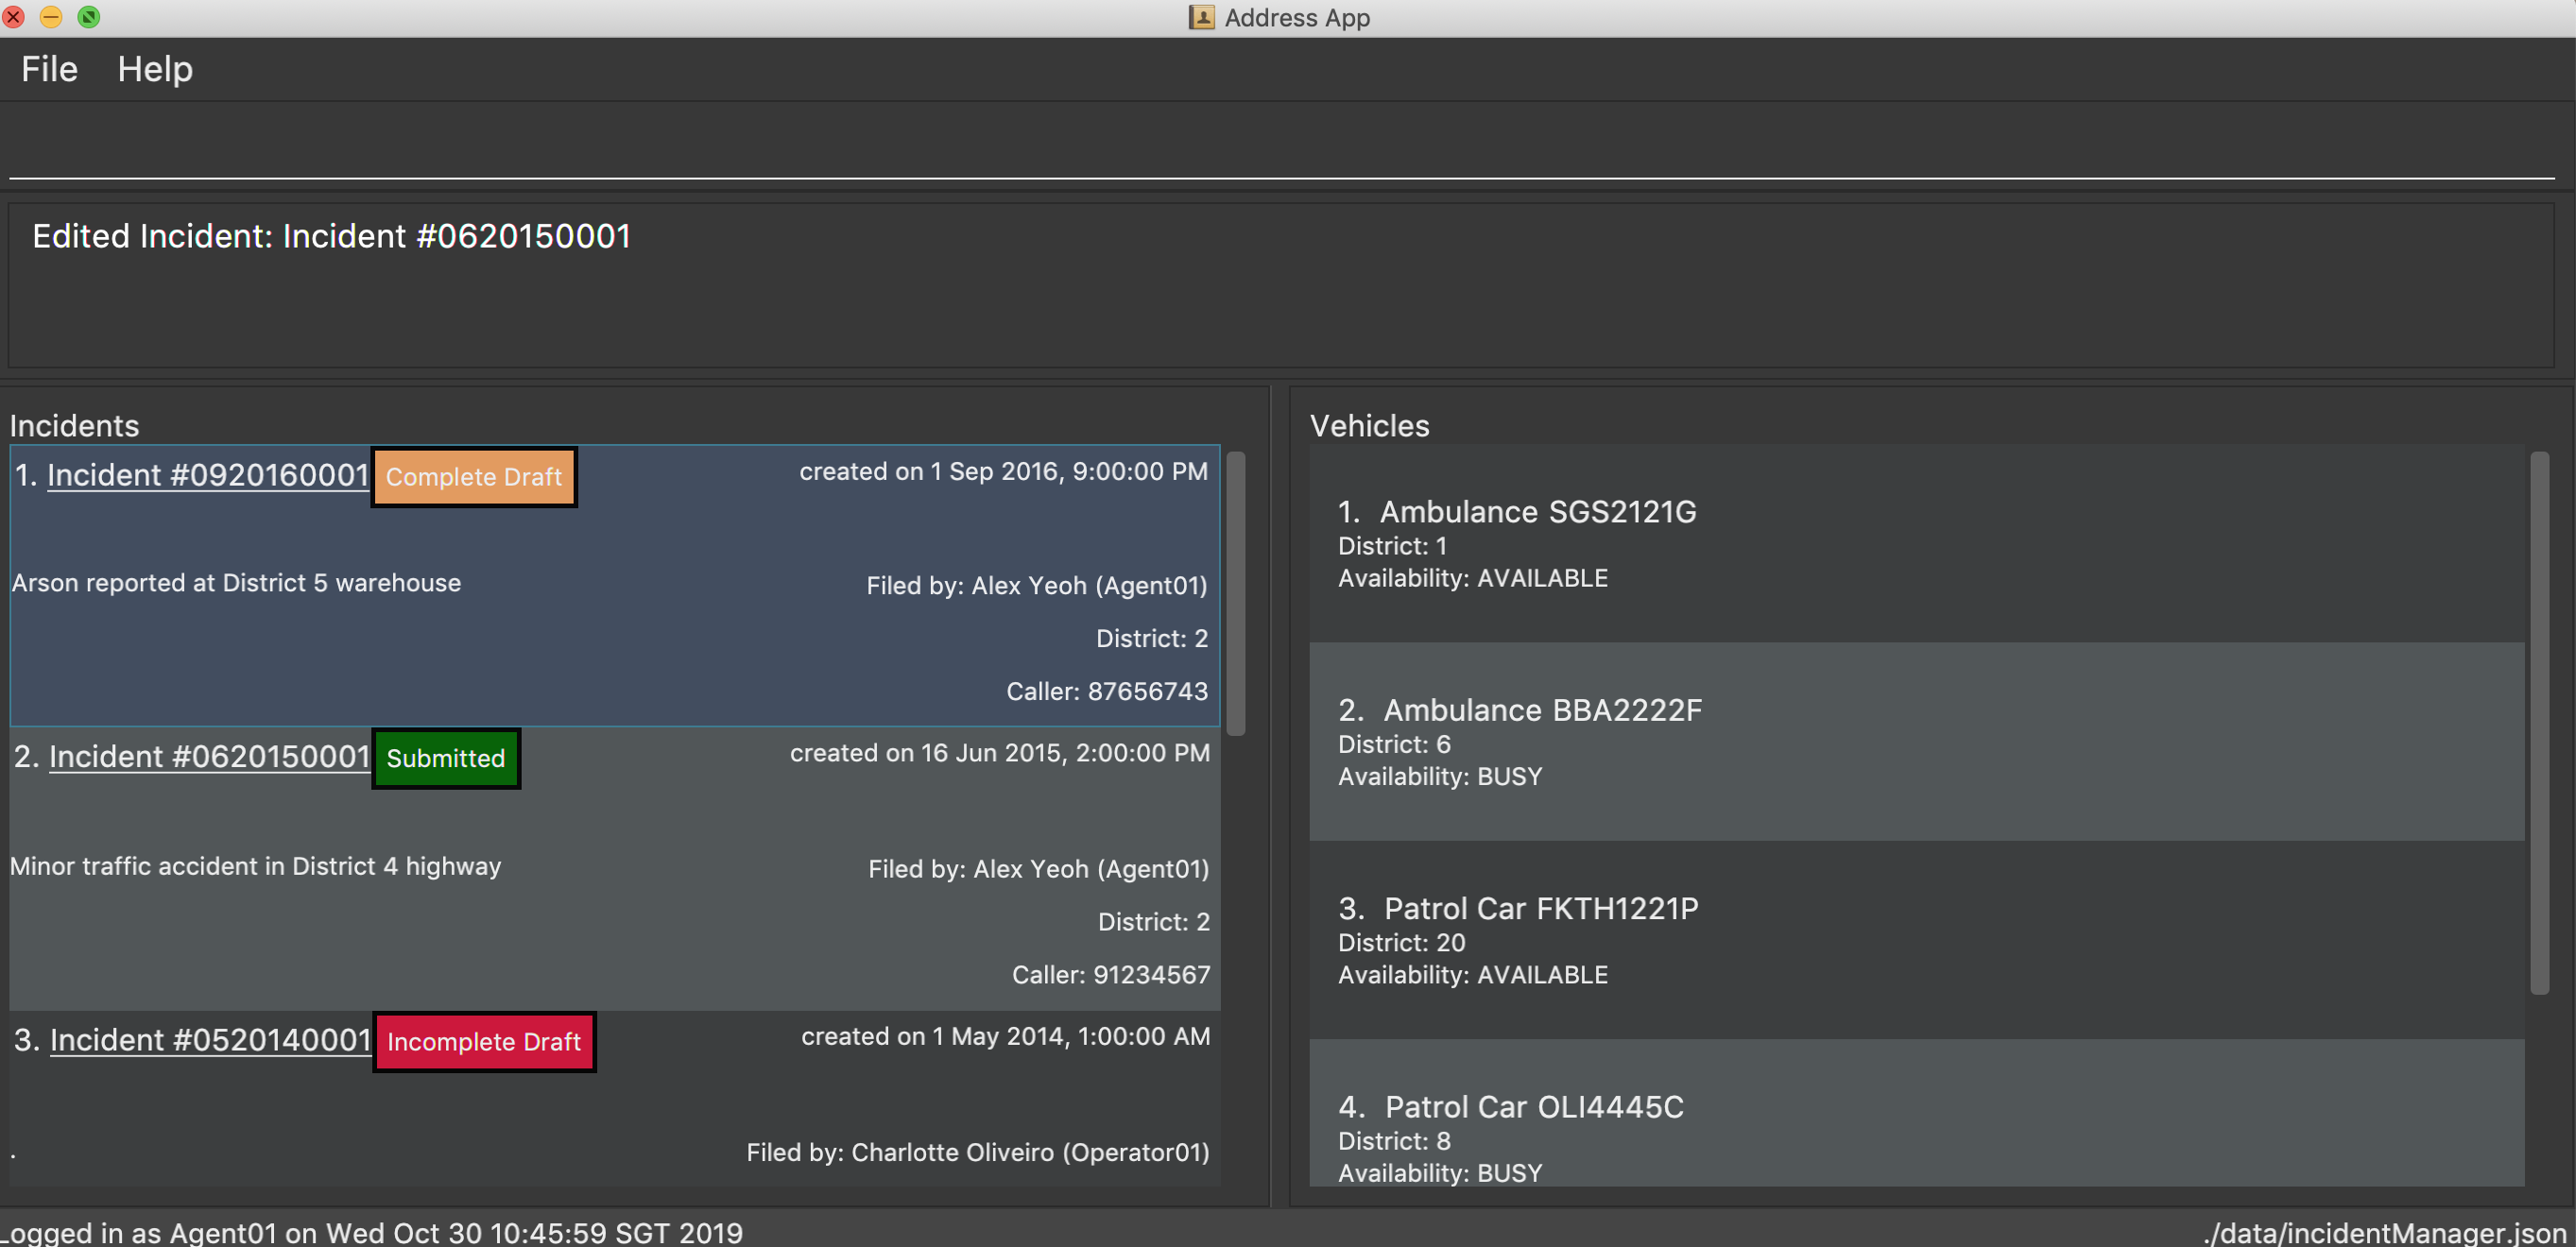 Address App
File Help
Edited Incident: Incident #0620150001
Incidents
1. Incident #0920160001 Complete Draft created on 1 Sep 2016, 9:00:00 PM
Arson reported at District 5 warehouse Filed by: Alex Yeoh (Agent01)
District: 2
Caller: 87656743
2. Incident #0620150001 Submitted created on 16 Jun 2015, 2:00:00 PM
Minor traffic accident in District 4 highway Filed by: Alex Yeoh (Agent01)
District: 2
Caller: 91234567
3. Incident #0520140001 Incomplete Draft created on 1 May 2014, 1:00:00 AM
. Filed by: Charlotte Oliveiro (Operator01)
Vehicles
1. Ambulance SGS2121G
District: 1
Availability: AVAILABLE
2. Ambulance BBA2222F
District: 6
Availability: BUSY
3. Patrol Car FKTH1221P
District: 20
Availability: AVAILABLE
4. Patrol Car OLI4445C
District: 8
Availability: BUSY
Logged in as Agent01 on Wed Oct 30 10:45:59 SGT 2019
./data/incidentManager.json